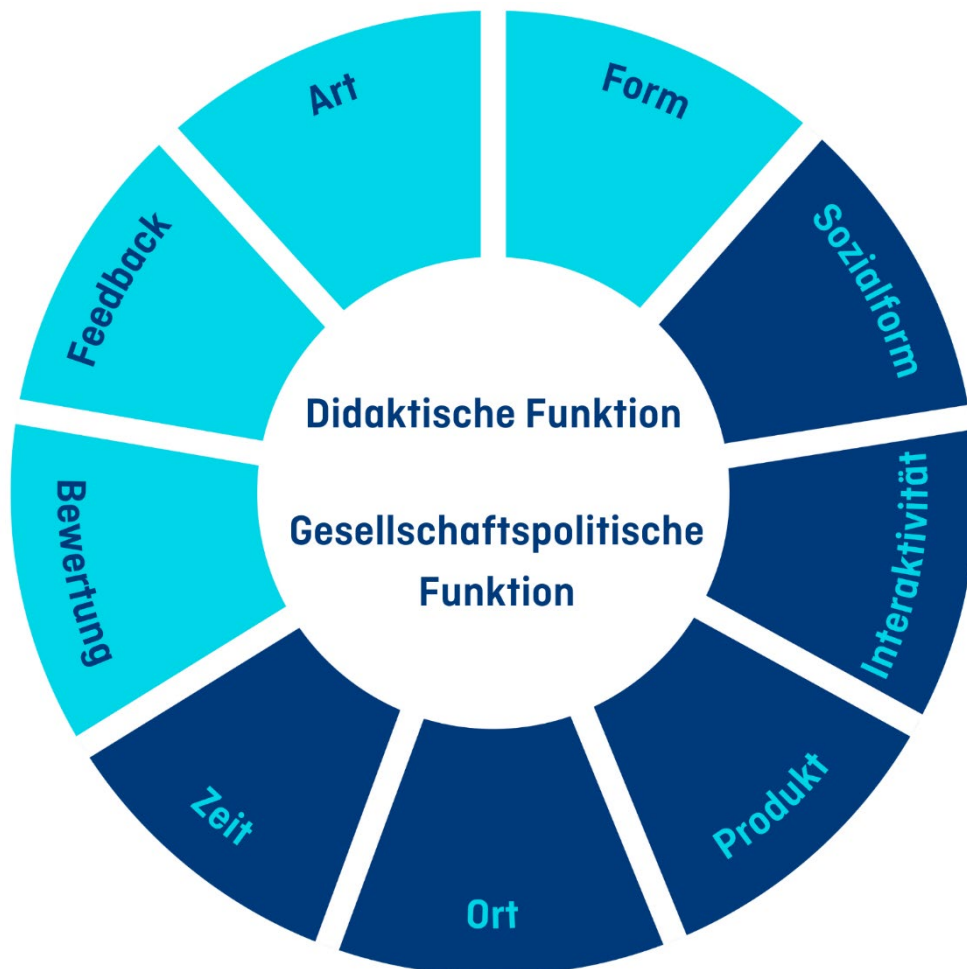 Art
Form
Sozialform
Interaktivität
Produkt
Ort
Zeit
Bewertung
Feedback
Didaktische Funktion
Gesellschaftspolitische
Funktion